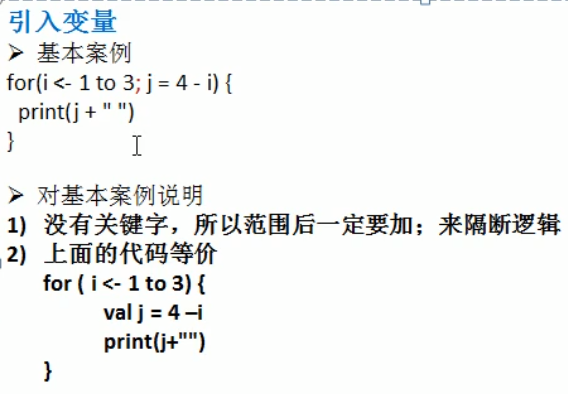 引入变量
➢ 基本案例
for(i <- 1 to 3; j = 4 - i) {
print(j + " ")
}
➢ 对基本案例说明
1) 没有关键字，所以范围后一定要加；来隔断逻辑
2) 上面的代码等价
for ( i <- 1 to 3) {
val j = 4 –i
print(j+"")
}